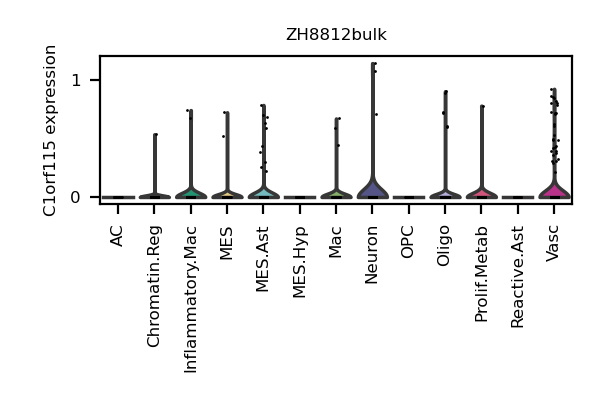 ZH8812bulk
C1orf115 expression
1
0
AC
Chromatin.Reg
Inflammatory.Mac
MES
MES.Ast
MES.Hyp
Mac
Neuron
OPC
Oligo
Prolif.Metab
Reactive.Ast
Vasc